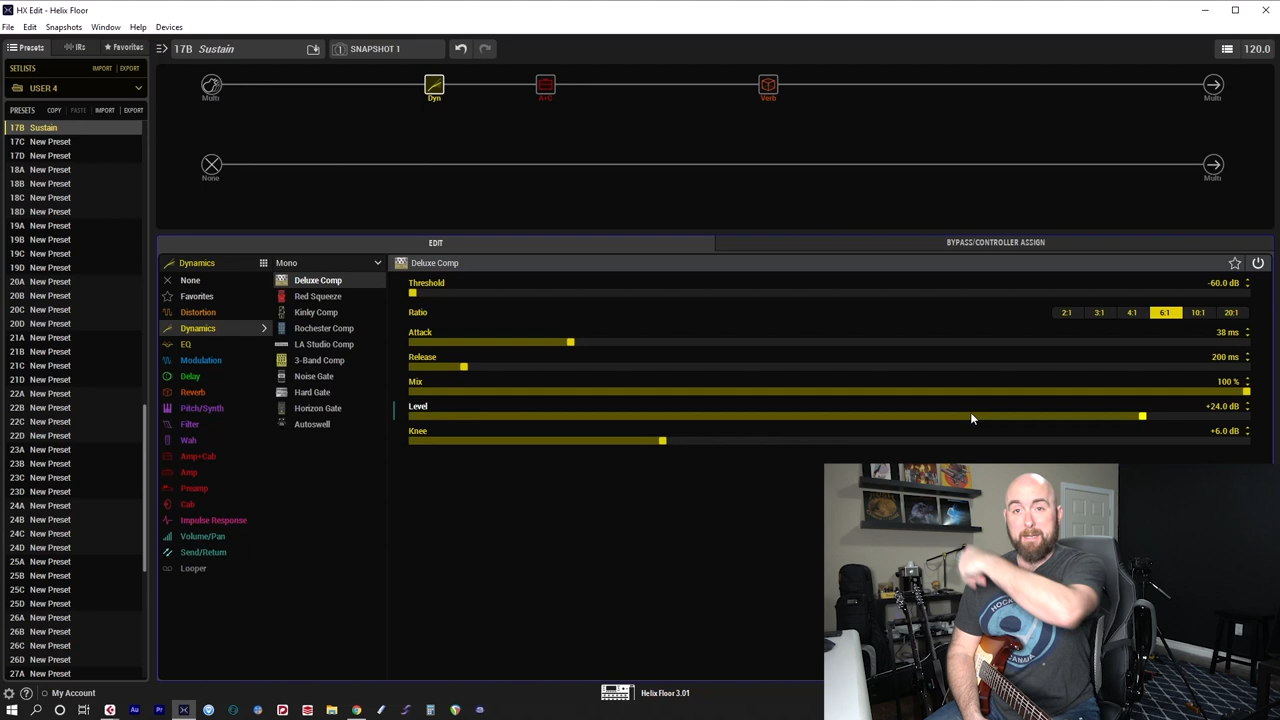 HX Edit - Helix Floor
File Edit Snapshots Window Help Devices
Presets IRs Favorites
17B Sustain
1 SNAPSHOT 1
120.0
SETLISTS IMPORT EXPORT
USER 4
PRESETS COPY PASTE IMPORT EXPORT
17B Sustain
17C New Preset
17D New Preset
18A New Preset
18B New Preset
18C New Preset
18D New Preset
19A New Preset
19B New Preset
19C New Preset
19D New Preset
20A New Preset
20B New Preset
20C New Preset
20D New Preset
21A New Preset
21B New Preset
21C New Preset
21D New Preset
22A New Preset
22B New Preset
22C New Preset
22D New Preset
23A New Preset
23B New Preset
23C New Preset
23D New Preset
24A New Preset
24B New Preset
24C New Preset
24D New Preset
25A New Preset
25B New Preset
25C New Preset
25D New Preset
26A New Preset
26B New Preset
26C New Preset
26D New Preset
27A New Preset
My Account
Multi Dyn A+C Verb Multi
None Multi
EDIT
BYPASS/CONTROLLER ASSIGN
Dynamics
None
Favorites
Distortion
Dynamics
EQ
Modulation
Delay
Reverb
Pitch/Synth
Filter
Wah
Amp+Cab
Amp
Preamp
Cab
Impulse Response
Volume/Pan
Send/Return
Looper
Mono
Deluxe Comp
Red Squeeze
Kinky Comp
Rochester Comp
LA Studio Comp
3-Band Comp
Noise Gate
Hard Gate
Horizon Gate
Autoswell
Deluxe Comp
Threshold -60.0 dB
Ratio 2:1 3:1 4:1 6:1 10:1 20:1
Attack 38 ms
Release 200 ms
Mix 100 %
Level +24.0 dB
Knee +6.0 dB
Helix Floor 3.01